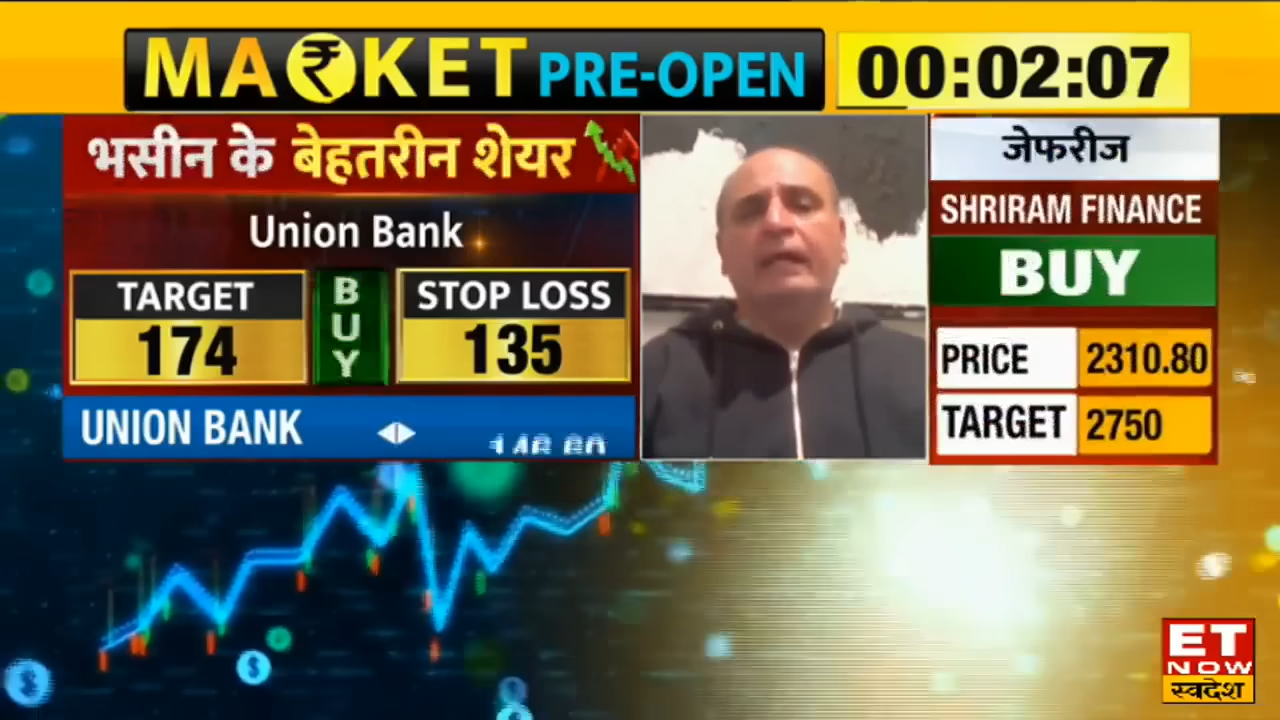 MA₹KET PRE-OPEN
00:02:07
भसीन के बेहतरीन शेयर
Union Bank
TARGET
174
BUY
STOP LOSS
135
UNION BANK
जेफरीज
SHRIRAM FINANCE
BUY
PRICE 2310.80
TARGET 2750
ET
NOW
स्वदेश